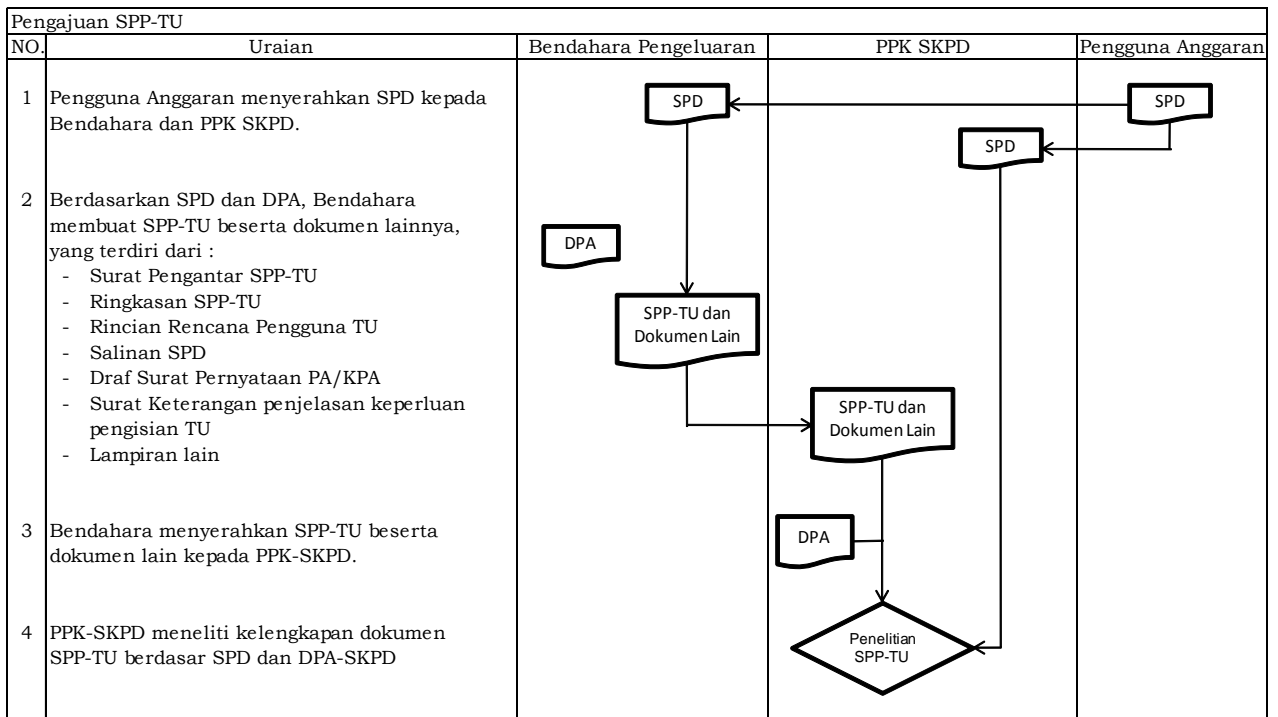 Pengajuan SPP-TU
NO. Uraian Bendahara Pengeluaran PPK SKPD Pengguna Anggaran
1 Pengguna Anggaran menyerahkan SPD kepada
Bendahara dan PPK SKPD.
SPD
SPD
SPD
2 Berdasarkan SPD dan DPA, Bendahara
membuat SPP-TU beserta dokumen lainnya,
yang terdiri dari :
- Surat Pengantar SPP-TU
- Ringkasan SPP-TU
- Rincian Rencana Pengguna TU
- Salinan SPD
- Draf Surat Pernyataan PA/KPA
- Surat Keterangan penjelasan keperluan
pengisian TU
- Lampiran lain
DPA
SPP-TU dan
Dokumen Lain
SPP-TU dan
Dokumen Lain
3 Bendahara menyerahkan SPP-TU beserta
dokumen lain kepada PPK-SKPD.
DPA
4 PPK-SKPD meneliti kelengkapan dokumen
SPP-TU berdasar SPD dan DPA-SKPD
Penelitian
SPP-TU